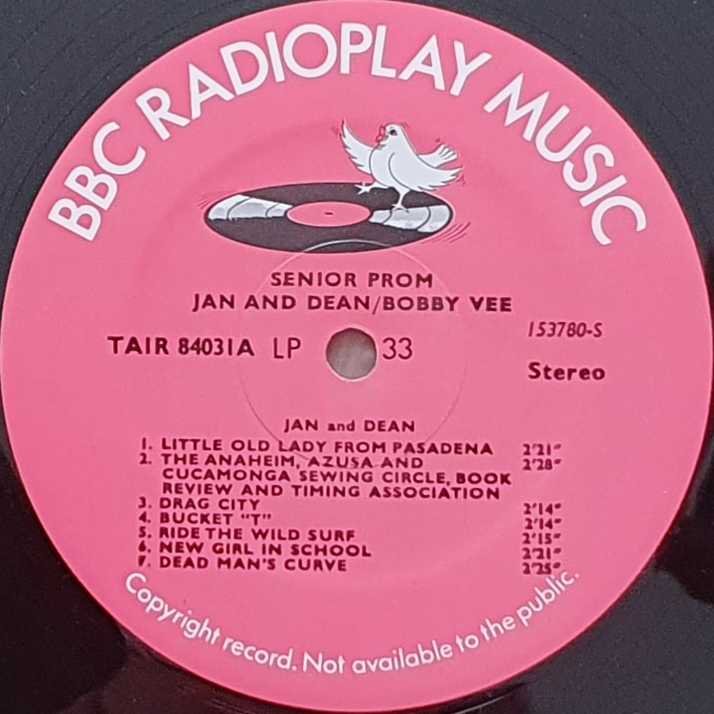 BBC RADIOPLAY MUSIC
SENIOR PROM
JAN AND DEAN/BOBBY VEE
153780-S
TAIR 84031A LP 33
Stereo
JAN and DEAN
1. LITTLE OLD LADY FROM PASADENA 2'21"
2. THE ANAHEIM, AZUSA AND 2'28"
CUCAMONGA SEWING CIRCLE, BOOK
REVIEW AND TIMING ASSOCIATION
3. DRAG CITY 2'14"
4. BUCKET "T" 2'14"
5. RIDE THE WILD SURF 2'15"
6. NEW GIRL IN SCHOOL 2'21"
7. DEAD MAN'S CURVE 2'25"
Copyright record. Not available to the public.